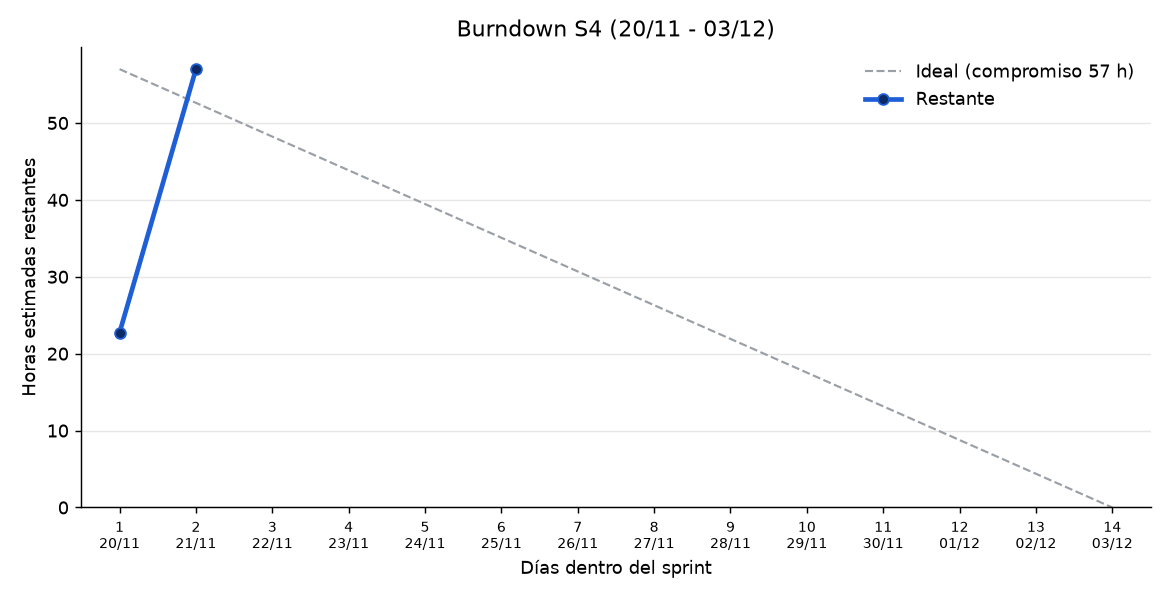 Burndown S4 (20/11 - 03/12)
Ideal (compromiso 57 h)
Restante
Horas estimadas restantes
50
40
30
20
10
0
1 2 3 4 5 6 7 8 9 10 11 12 13 14
20/11 21/11 22/11 23/11 24/11 25/11 26/11 27/11 28/11 29/11 30/11 01/12 02/12 03/12
Días dentro del sprint